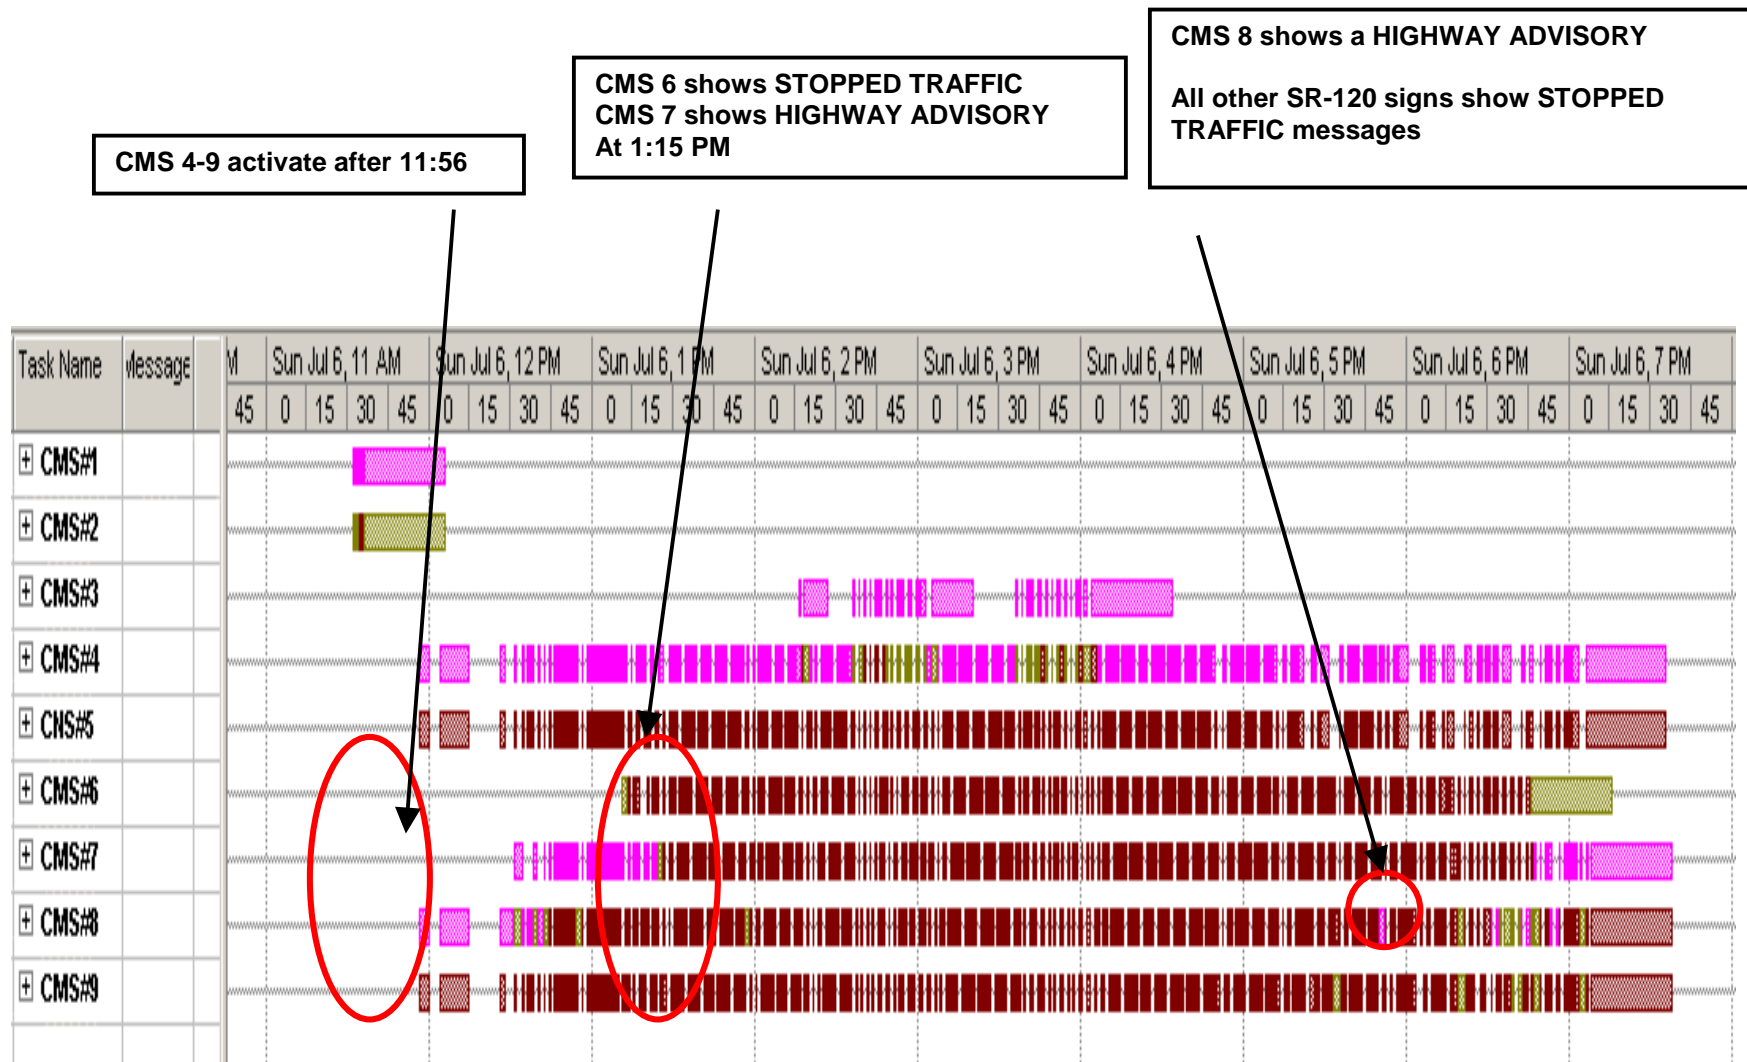 CMS 8 shows a HIGHWAY ADVISORY
All other SR-120 signs show STOPPED
TRAFFIC messages
CMS 6 shows STOPPED TRAFFIC
CMS 7 shows HIGHWAY ADVISORY
At 1:15 PM
CMS 4-9 activate after 11:56
Task Name Message M Sun Jul 6, 11 AM Sun Jul 6, 12 PM Sun Jul 6, 1 PM Sun Jul 6, 2 PM Sun Jul 6, 3 PM Sun Jul 6, 4 PM Sun Jul 6, 5 PM Sun Jul 6, 6 PM Sun Jul 6, 7 PM
45 0 15 30 45 0 15 30 45 0 15 30 45 0 15 30 45 0 15 30 45 0 15 30 45 0 15 30 45 0 15 30 45 0 15 30 45
CMS#1
CMS#2
CMS#3
CMS#4
CNS#5
CMS#6
CMS#7
CMS#8
CMS#9